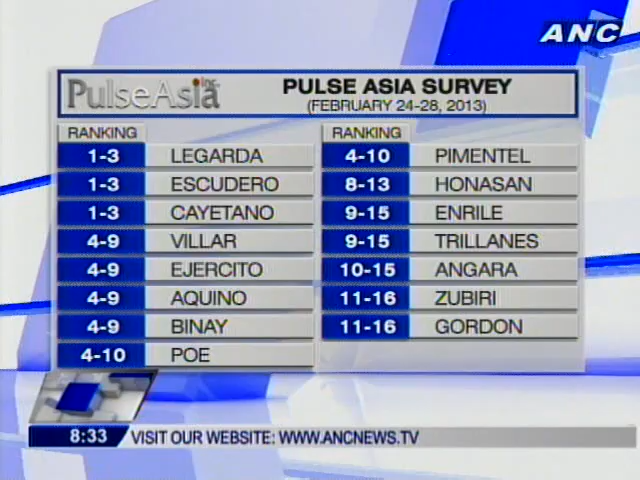 ANC
PulseAsia inc.
PULSE ASIA SURVEY
(FEBRUARY 24-28, 2013)
RANKING
1-3 LEGARDA
1-3 ESCUDERO
1-3 CAYETANO
4-9 VILLAR
4-9 EJERCITO
4-9 AQUINO
4-9 BINAY
4-10 POE
RANKING
4-10 PIMENTEL
8-13 HONASAN
9-15 ENRILE
9-15 TRILLANES
10-15 ANGARA
11-16 ZUBIRI
11-16 GORDON
8:33 VISIT OUR WEBSITE: WWW.ANCNEWS.TV